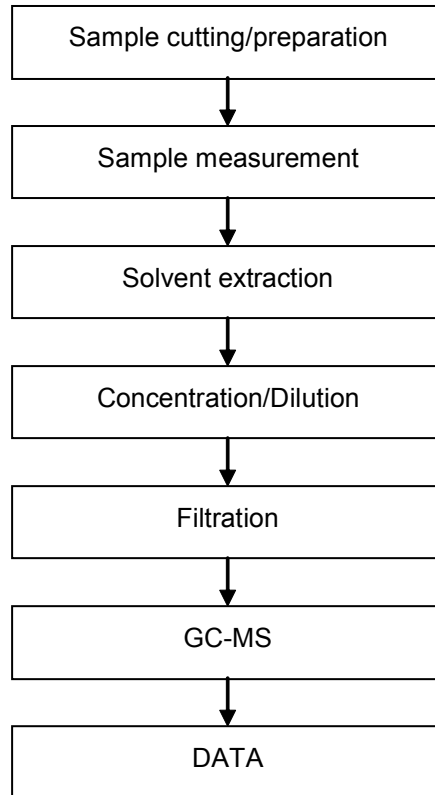 Sample cutting/preparation
Sample measurement
Solvent extraction
Concentration/Dilution
Filtration
GC-MS
DATA